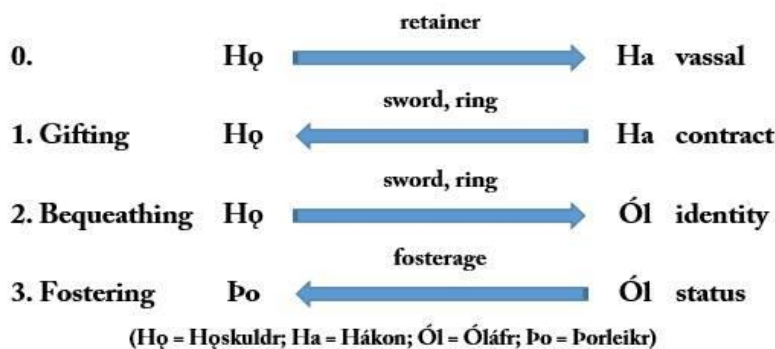 retainer
0. Hǫ Ha vassal
sword, ring
1. Gifting Hǫ Ha contract
sword, ring
2. Bequeathing Hǫ Ól identity
fosterage
3. Fostering Þo Ól status
(Hǫ = Hǫskuldr; Ha = Hákon; Ól = Óláfr; Þo = Þorleikr)